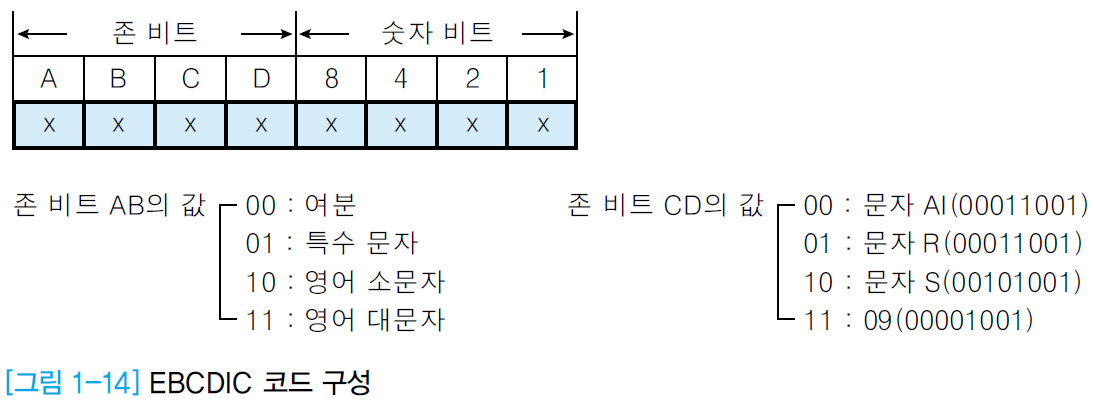 존 비트 숫자 비트
A B C D 8 4 2 1
x x x x x x x x
존 비트 AB의 값 00 : 여분 존 비트 CD의 값 00 : 문자 AI(00011001)
01 : 특수 문자 01 : 문자 R(00011001)
10 : 영어 소문자 10 : 문자 S(00101001)
11 : 영어 대문자 11 : 09(00001001)
[그림 1-14] EBCDIC 코드 구성